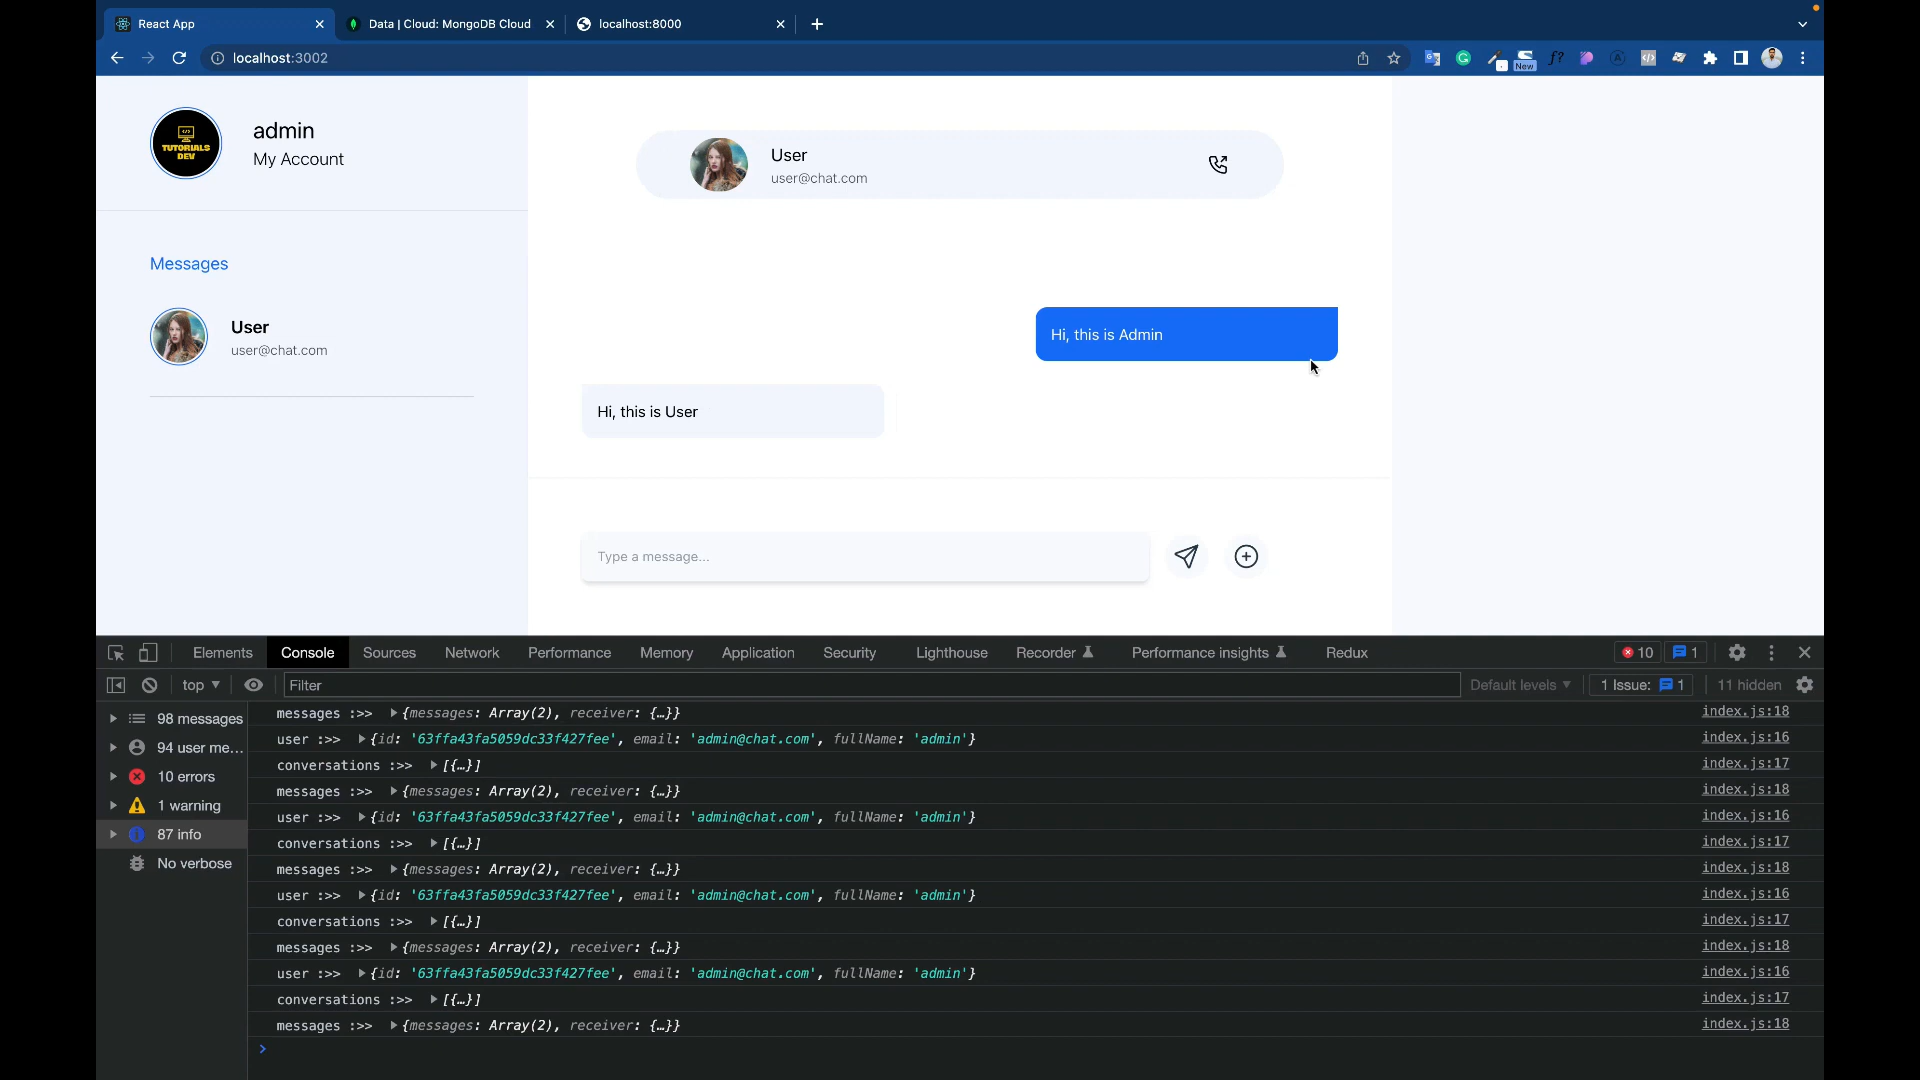 React App
Data | Cloud: MongoDB Cloud
localhost:8000
localhost:3002
New
TUTORIALS
DEV
admin
My Account
Messages
User
user@chat.com
User
user@chat.com
Hi, this is Admin
Hi, this is User
Type a message...
Elements Console Sources Network Performance Memory Application Security Lighthouse Recorder Performance insights Redux 10 1
top Filter Default levels 1 Issue: 1 11 hidden
98 messages
94 user me...
10 errors
1 warning
87 info
No verbose
messages :>> {messages: Array(2), receiver: {…}} index.js:18
user :>> {id: '63ffa43fa5059dc33f427fee', email: 'admin@chat.com', fullName: 'admin'} index.js:16
conversations :>> [{…}] index.js:17
messages :>> {messages: Array(2), receiver: {…}} index.js:18
user :>> {id: '63ffa43fa5059dc33f427fee', email: 'admin@chat.com', fullName: 'admin'} index.js:16
conversations :>> [{…}] index.js:17
messages :>> {messages: Array(2), receiver: {…}} index.js:18
user :>> {id: '63ffa43fa5059dc33f427fee', email: 'admin@chat.com', fullName: 'admin'} index.js:16
conversations :>> [{…}] index.js:17
messages :>> {messages: Array(2), receiver: {…}} index.js:18
user :>> {id: '63ffa43fa5059dc33f427fee', email: 'admin@chat.com', fullName: 'admin'} index.js:16
conversations :>> [{…}] index.js:17
messages :>> {messages: Array(2), receiver: {…}} index.js:18